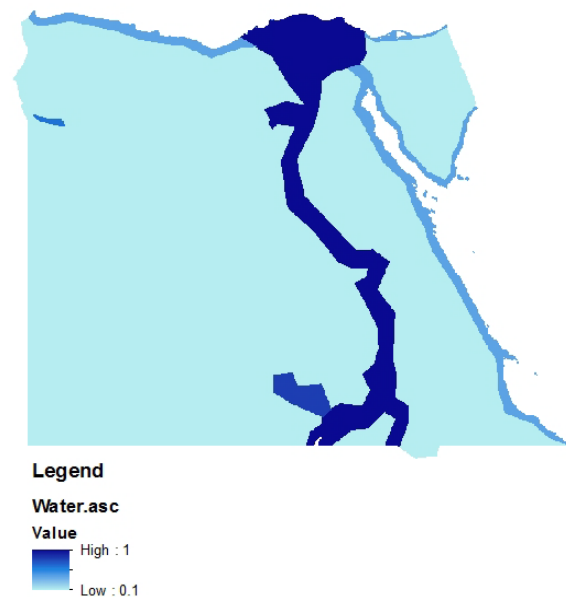 Legend
Water.asc
Value
High : 1
Low : 0.1